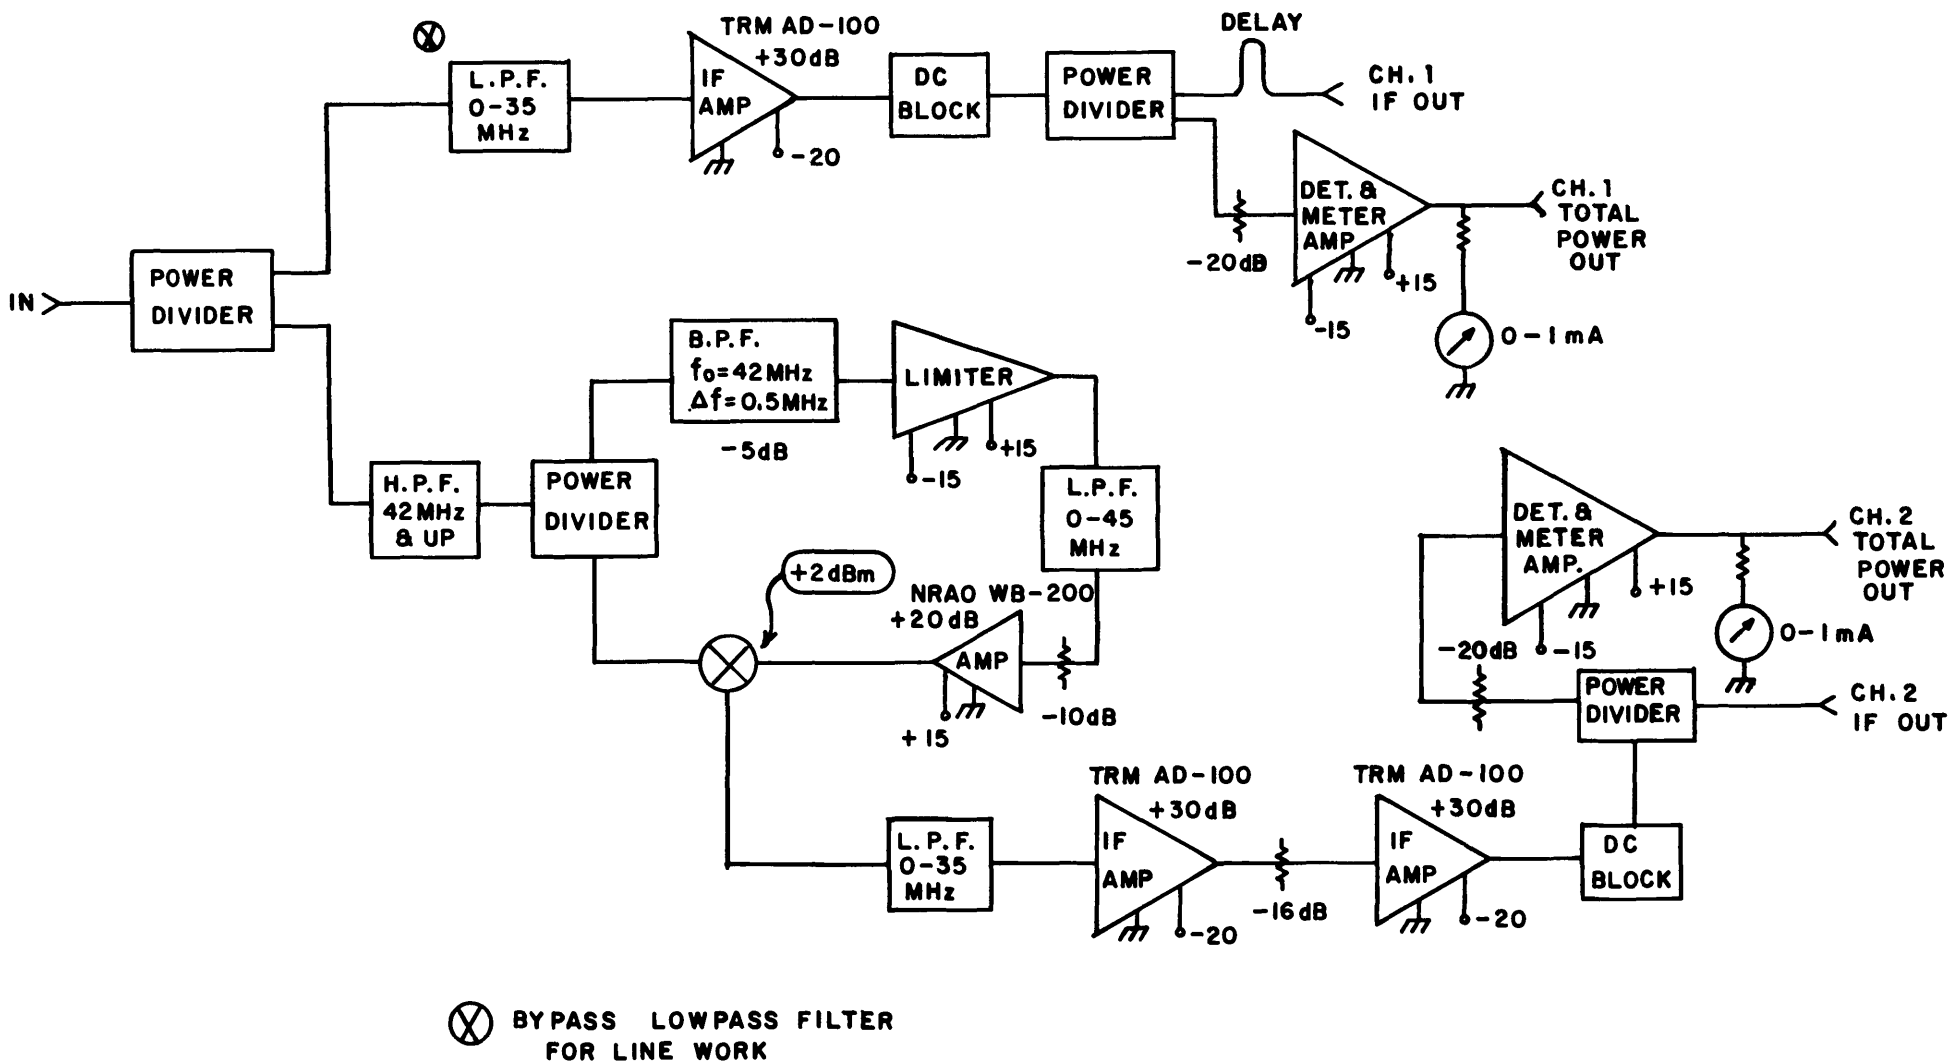 TRM AD-100
+30dB
DELAY
L.P.F.
0-35
MHz
IF
AMP
-20
DC
BLOCK
POWER
DIVIDER
CH.1
IF OUT
DET. &
METER
AMP
-20dB
-15
+15
CH.1
TOTAL
POWER
OUT
0-1mA
IN
POWER
DIVIDER
B.P.F.
fo=42MHz
Δf=0.5MHz
-5dB
LIMITER
-15
+15
H.P.F.
42MHz
& UP
POWER
DIVIDER
L.P.F.
0-45
MHz
+2dBm
NRAO WB-200
+20dB
AMP
+15
-10dB
DET. &
METER
AMP.
-15
+15
CH.2
TOTAL
POWER
OUT
0-1mA
-20dB
POWER
DIVIDER
CH.2
IF OUT
L.P.F.
0-35
MHz
TRM AD-100
+30dB
IF
AMP
-20
-16dB
TRM AD-100
+30dB
IF
AMP
-20
DC
BLOCK
BYPASS LOWPASS FILTER
FOR LINE WORK